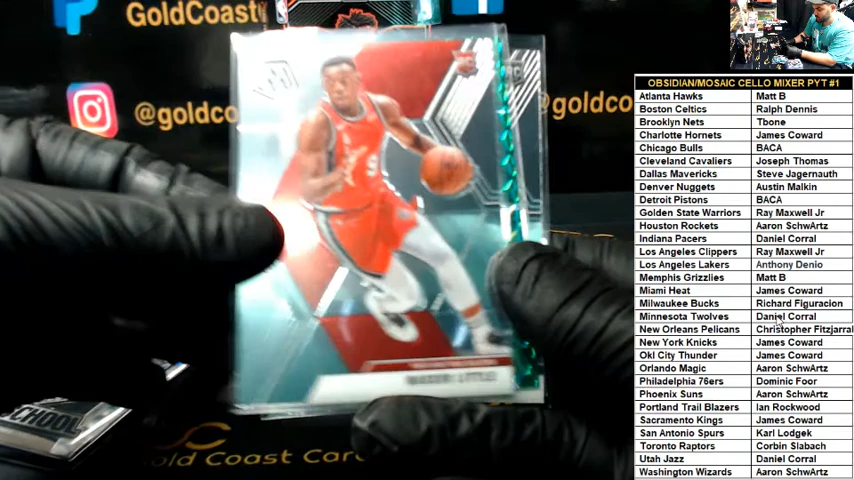 GoldCoast
@goldco
@goldco
SCHOOL
NASSIR LITTLE
Gold Coast Car
OBSIDIAN/MOSAIC CELLO MIXER PYT #1
Atlanta Hawks Matt B
Boston Celtics Ralph Dennis
Brooklyn Nets Tbone
Charlotte Hornets James Coward
Chicago Bulls BACA
Cleveland Cavaliers Joseph Thomas
Dallas Mavericks Steve Jagernauth
Denver Nuggets Austin Malkin
Detroit Pistons BACA
Golden State Warriors Ray Maxwell Jr
Houston Rockets Aaron SchwArtz
Indiana Pacers Daniel Corral
Los Angeles Clippers Ray Maxwell Jr
Los Angeles Lakers Anthony Denio
Memphis Grizzlies Matt B
Miami Heat James Coward
Milwaukee Bucks Richard Figuracion
Minnesota Twolves Daniel Corral
New Orleans Pelicans Christopher Fitzjarral
New York Knicks James Coward
Okl City Thunder James Coward
Orlando Magic Aaron SchwArtz
Philadelphia 76ers Dominic Foor
Phoenix Suns Aaron SchwArtz
Portland Trail Blazers Ian Rockwood
Sacramento Kings James Coward
San Antonio Spurs Karl Lodgek
Toronto Raptors Corbin Slabach
Utah Jazz Daniel Corral
Washington Wizards Aaron SchwArtz